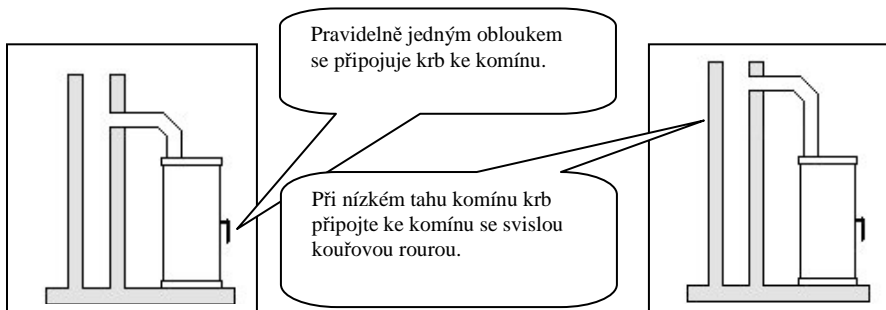 Pravidelně jedným obloukem
se připojuje krb ke komínu.
Při nízkém tahu komínu krb
připojte ke komínu se svislou
kouřovou rourou.